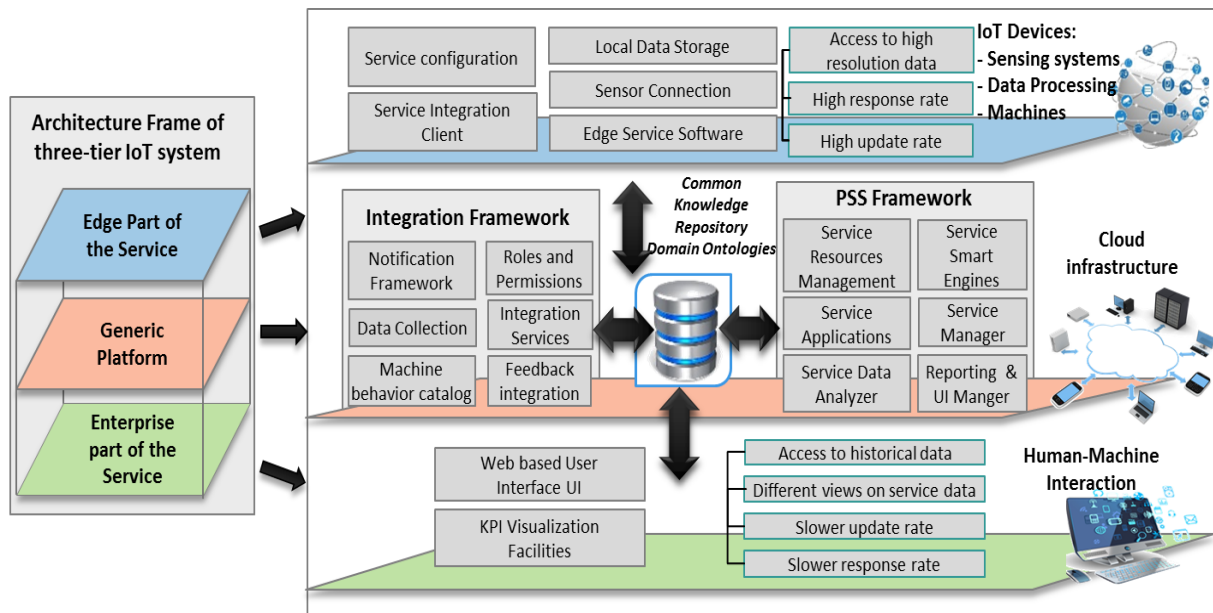 Architecture Frame of
three-tier IoT system
Edge Part of
the Service
Generic
Platform
Enterprise
part of the
Service
Service configuration
Service Integration
Client
Local Data Storage
Sensor Connection
Edge Service Software
Access to high
resolution data
High response rate
High update rate
IoT Devices:
- Sensing systems
- Data Processing
- Machines
Integration Framework
Notification
Framework
Roles and
Permissions
Data Collection
Integration
Services
Machine
behavior catalog
Feedback
integration
Common
Knowledge
Repository
Domain Ontologies
PSS Framework
Service
Resources
Management
Service
Smart
Engines
Service
Applications
Service
Manager
Service Data
Analyzer
Reporting &
UI Manger
Cloud
infrastructure
Web based User
Interface UI
KPI Visualization
Facilities
Access to historical data
Different views on service data
Slower update rate
Slower response rate
Human-Machine
Interaction